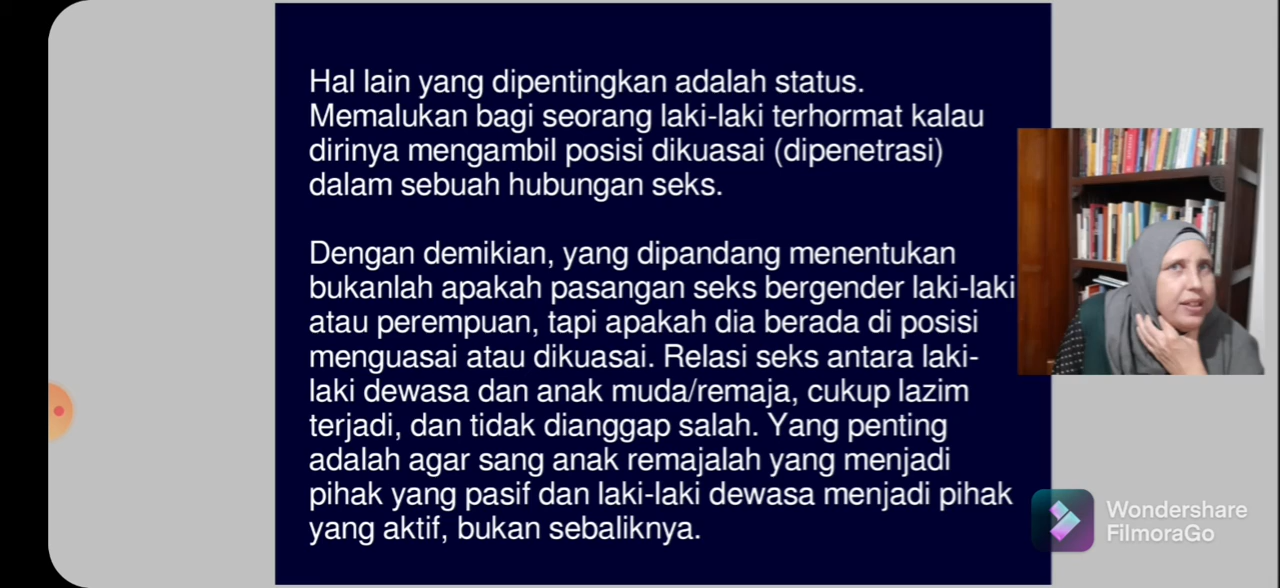 Hal lain yang dipentingkan adalah status.
Memalukan bagi seorang laki-laki terhormat kalau
dirinya mengambil posisi dikuasai (dipenetrasi)
dalam sebuah hubungan seks.
Dengan demikian, yang dipandang menentukan
bukanlah apakah pasangan seks bergender laki-laki
atau perempuan, tapi apakah dia berada di posisi
menguasai atau dikuasai. Relasi seks antara laki-
laki dewasa dan anak muda/remaja, cukup lazim
terjadi, dan tidak dianggap salah. Yang penting
adalah agar sang anak remajalah yang menjadi
pihak yang pasif dan laki-laki dewasa menjadi pihak
yang aktif, bukan sebaliknya.
Wondershare
FilmoraGo